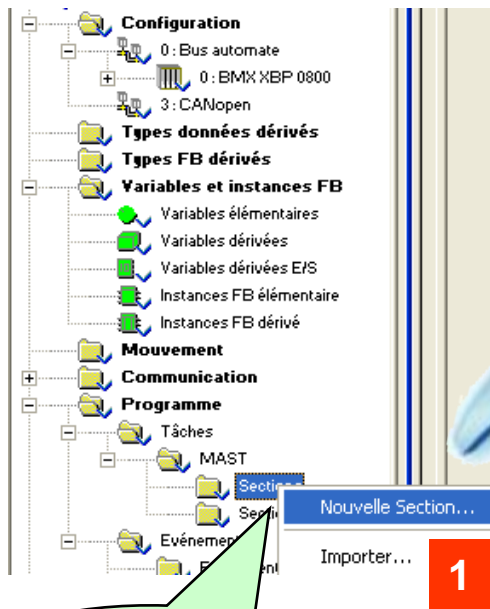 Configuration
0 : Bus automate
0 : BMX XBP 0800
3 : CANopen
Types données dérivés
Types FB dérivés
Variables et instances FB
Variables élémentaires
Variables dérivées
Variables dérivées E/S
Instances FB élémentaire
Instances FB dérivé
Mouvement
Communication
Programme
Tâches
MAST
Nouvelle Section...
Importer...
1